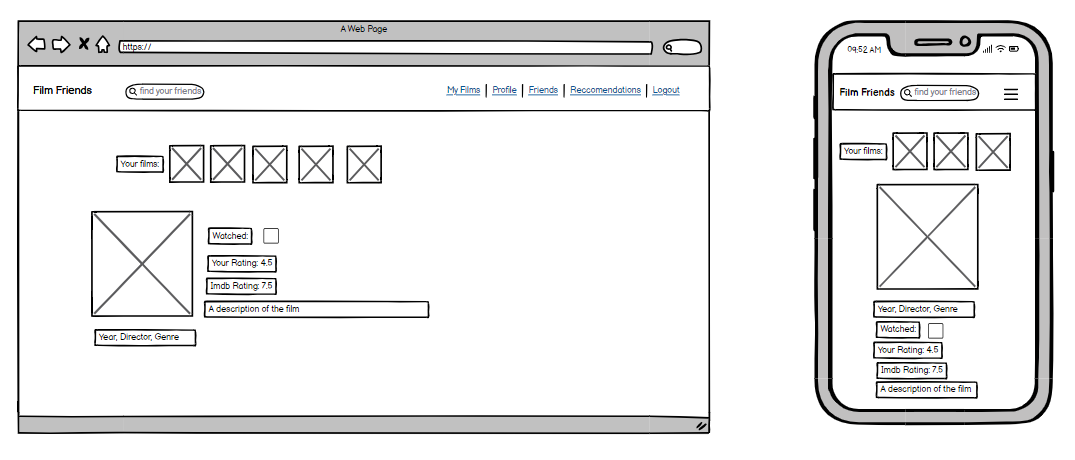 A Web Page
https://
Film Friends
find your friends
My Films | Profile | Friends | Reccomendations | Logout
Your films:
Watched:
Your Rating: 4,5
Imdb Rating: 7,5
A description of the film
Year, Director, Genre
09:52 AM
Film Friends
find your friends
Your films:
Year, Director, Genre
Watched:
Your Rating: 4,5
Imdb Rating: 7,5
A description of the film